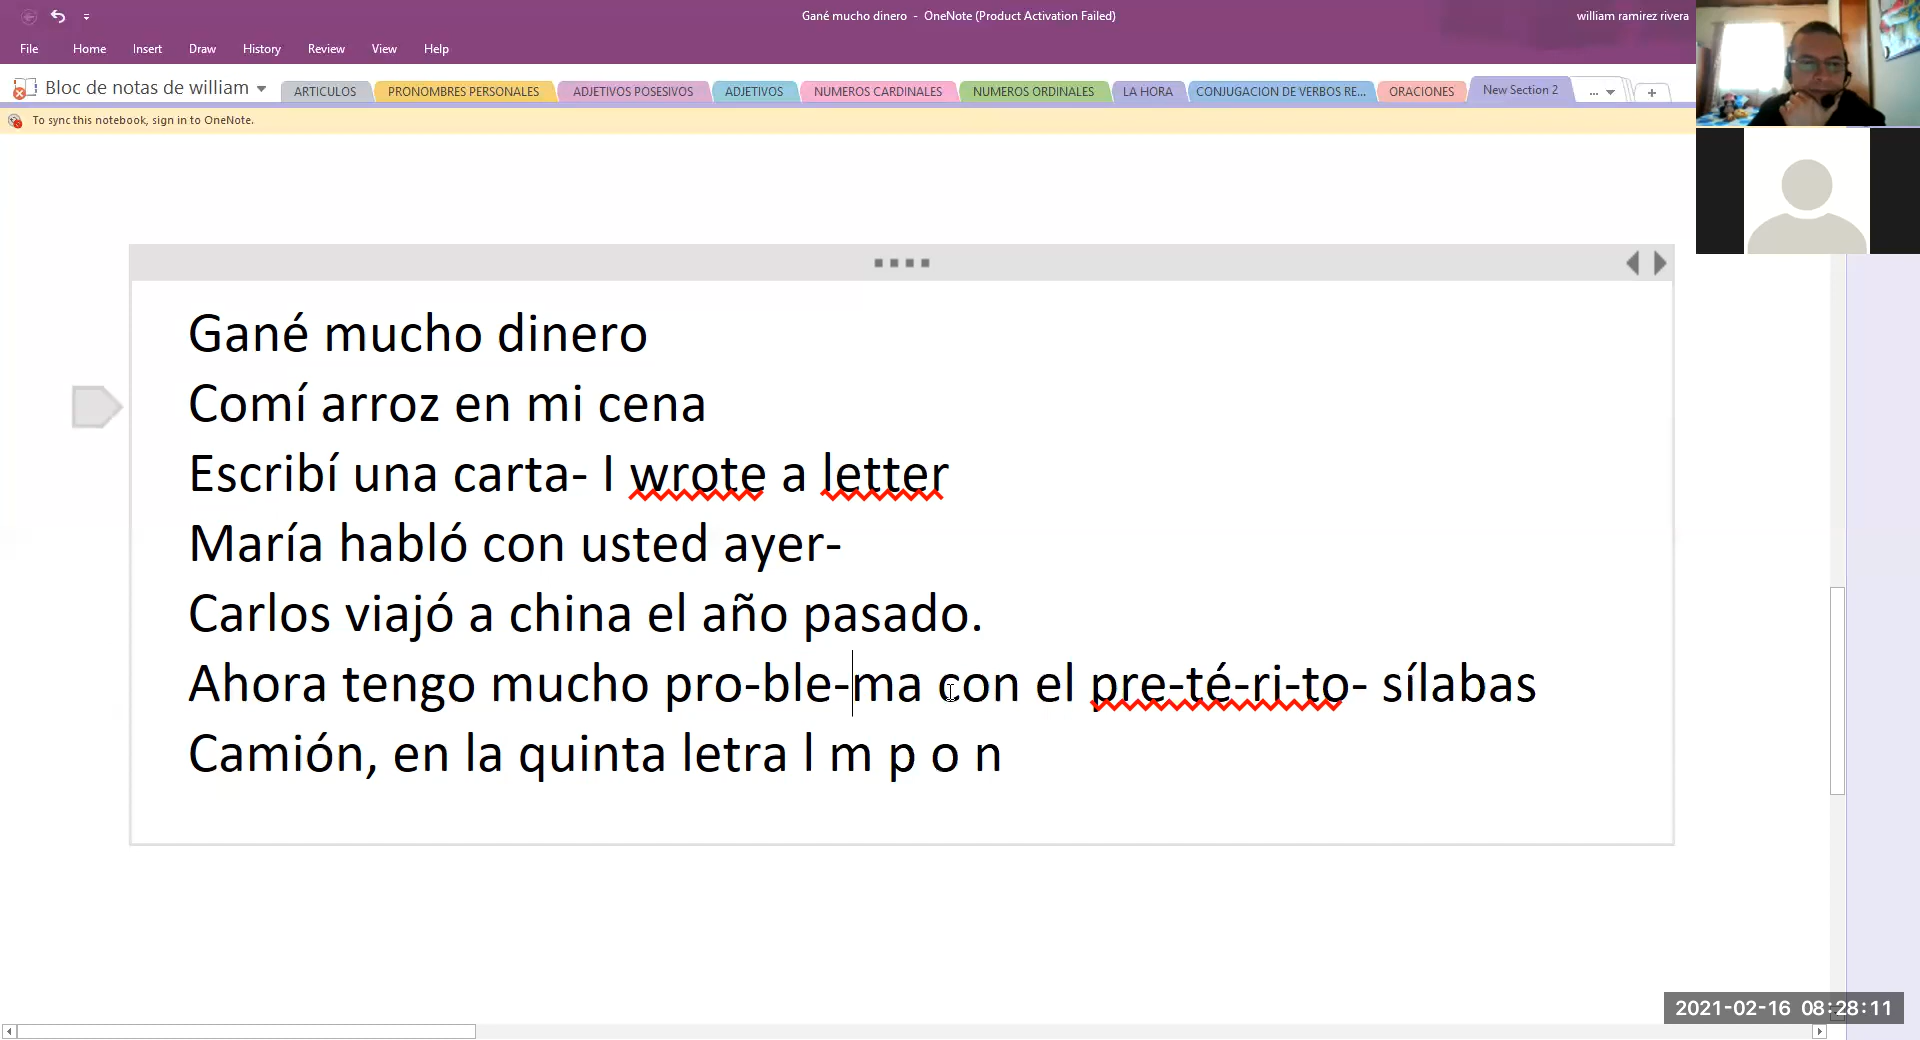 Gané mucho dinero - OneNote (Product Activation Failed)
william ramirez rivera
File Home Insert Draw History Review View Help
Bloc de notas de william
ARTICULOS PRONOMBRES PERSONALES ADJETIVOS POSESIVOS ADJETIVOS NUMEROS CARDINALES NUMEROS ORDINALES LA HORA CONJUGACION DE VERBOS RE... ORACIONES New Section 2 ...
To sync this notebook, sign in to OneNote.
Gané mucho dinero
Comí arroz en mi cena
Escribí una carta- I wrote a letter
María habló con usted ayer-
Carlos viajó a china el año pasado.
Ahora tengo mucho pro-ble-ma con el pre-té-ri-to- sílabas
Camión, en la quinta letra l m p o n
2021-02-16 08:28:11